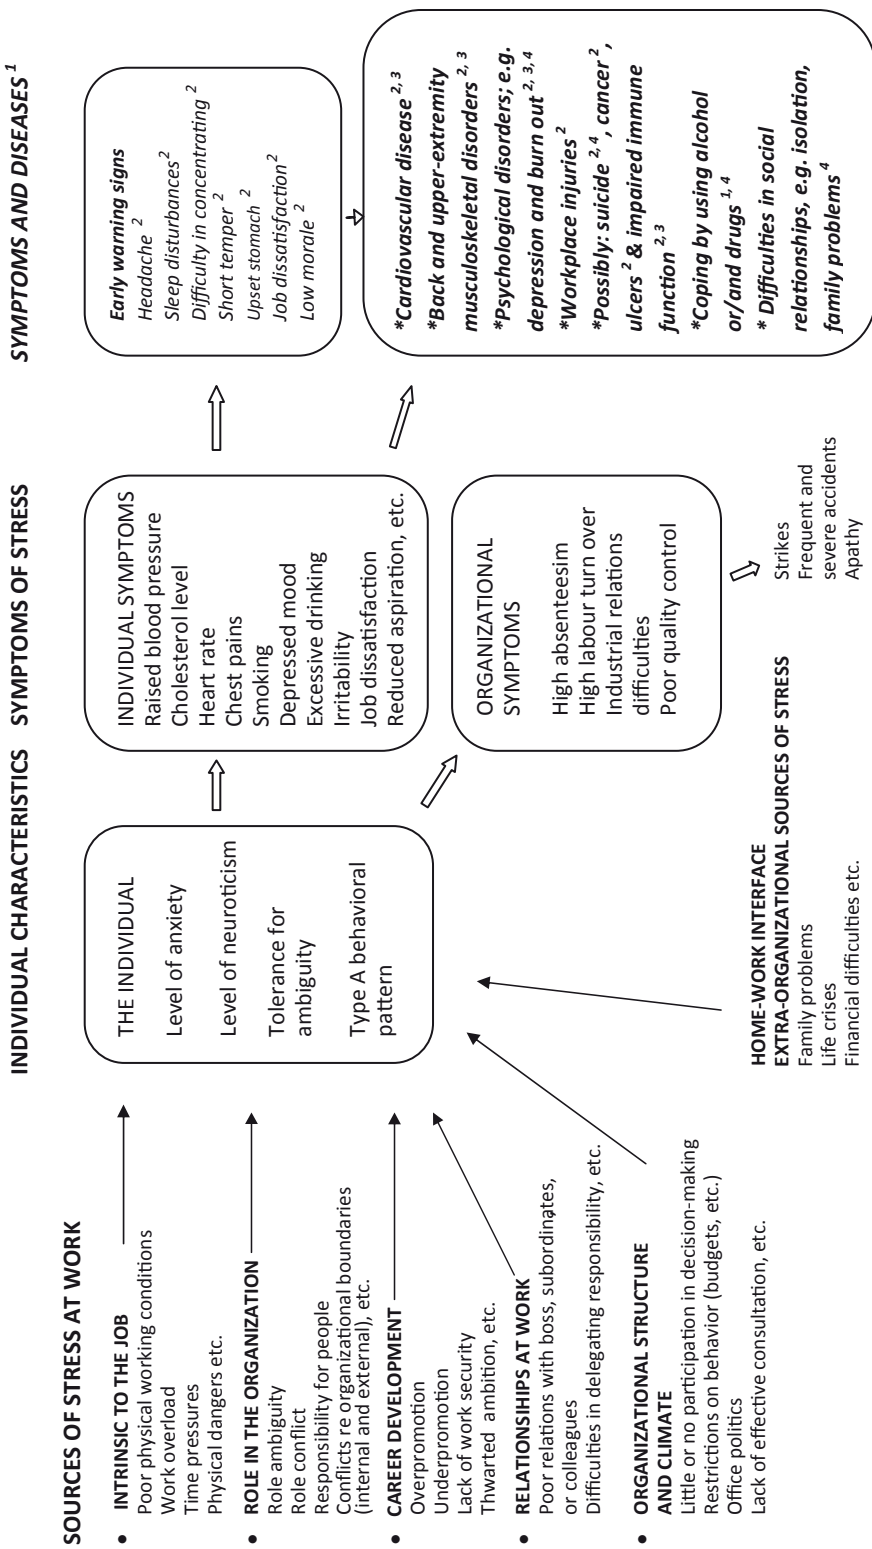 SOURCES OF STRESS AT WORK
• INTRINSIC TO THE JOB
Poor physical working conditions
Work overload
Time pressures
Physical dangers etc.
• ROLE IN THE ORGANIZATION
Role ambiguity
Role conflict
Responsibility for people
Conflicts re organizational boundaries
(internal and external), etc.
• CAREER DEVELOPMENT
Overpromotion
Underpromotion
Lack of work security
Thwarted ambition, etc.
• RELATIONSIHIPS AT WORK
Poor relations with boss, subordinates,
or colleagues
Difficulties in delegating responsibility, etc.
• ORGANIZATIONAL STRUCTURE
AND CLIMATE
Little or no participation in decision-making
Restrictions on behavior (budgets, etc.)
Office politics
Lack of effective consultation, etc.
INDIVIDUAL CHARACTERISTICS
THE INDIVIDUAL
Level of anxiety
Level of neuroticism
Tolerance for
ambiguity
Type A behavioral
pattern
HOME-WORK INTERFACE
EXTRA-ORGANIZATIONAL SOURCES OF STRESS
Family problems
Life crises
Financial difficulties etc.
SYMPTOMS OF STRESS
INDIVIDUAL SYMPTOMS
Raised blood pressure
Cholesterol level
Heart rate
Chest pains
Smoking
Depressed mood
Excessive drinking
Irritability
Job dissatisfaction
Reduced aspiration, etc.
ORGANIZATIONAL
SYMPTOMS
High absenteesim
High labour turn over
Industrial relations
difficulties
Poor quality control
Strikes
Frequent and
severe accidents
Apathy
SYMPTOMS AND DISEASES 1
Early warning signs
Headache 2
Sleep disturbances 2
Difficulty in concentrating 2
Short temper 2
Upset stomach 2
Job dissatisfaction 2
Low morale 2
*Cardiovascular disease 2, 3
*Back and upper-extremity
musculoskeletal disorders 2, 3
*Psychological disorders; e.g.
depression and burn out 2, 3, 4
*Workplace injuries 2
*Possibly: suicide 2, 4 , cancer 2 ,
ulcers 2 & impaired immune
function 2,3
*Coping by using alcohol
or/and drugs 1, 4
* Difficulties in social
relationships, e.g. isolation,
family problems 4